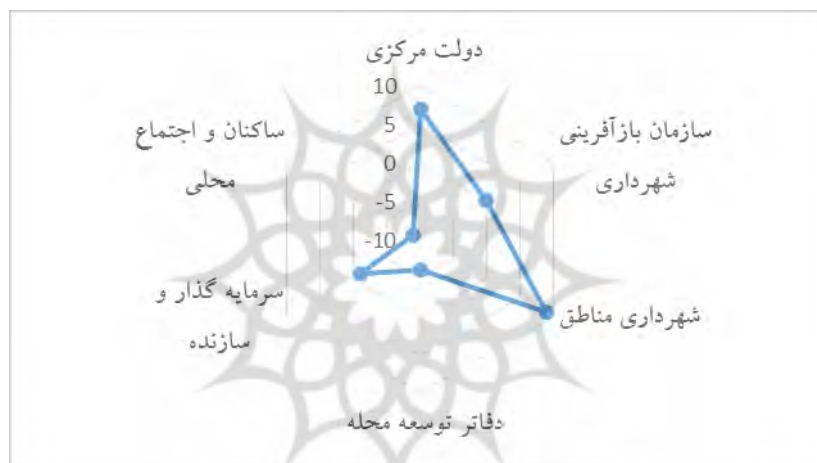 دولت مرکزی
10
5
0
-5
-10
سازمان بازآفرینی
شهرداری
شهرداری مناطق
دفاتر توسعه محله
سرمایه گذار و
سازنده
ساکنان و اجتماع
محلی